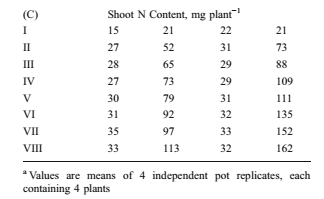 (C) Shoot N Content, mg plant⁻¹
I 15 21 22 21
II 27 52 31 73
III 28 65 29 88
IV 27 73 29 109
V 30 79 31 111
VI 31 92 32 135
VII 35 97 33 152
VIII 33 113 32 162
ᵃ Values are means of 4 independent pot replicates, each
containing 4 plants